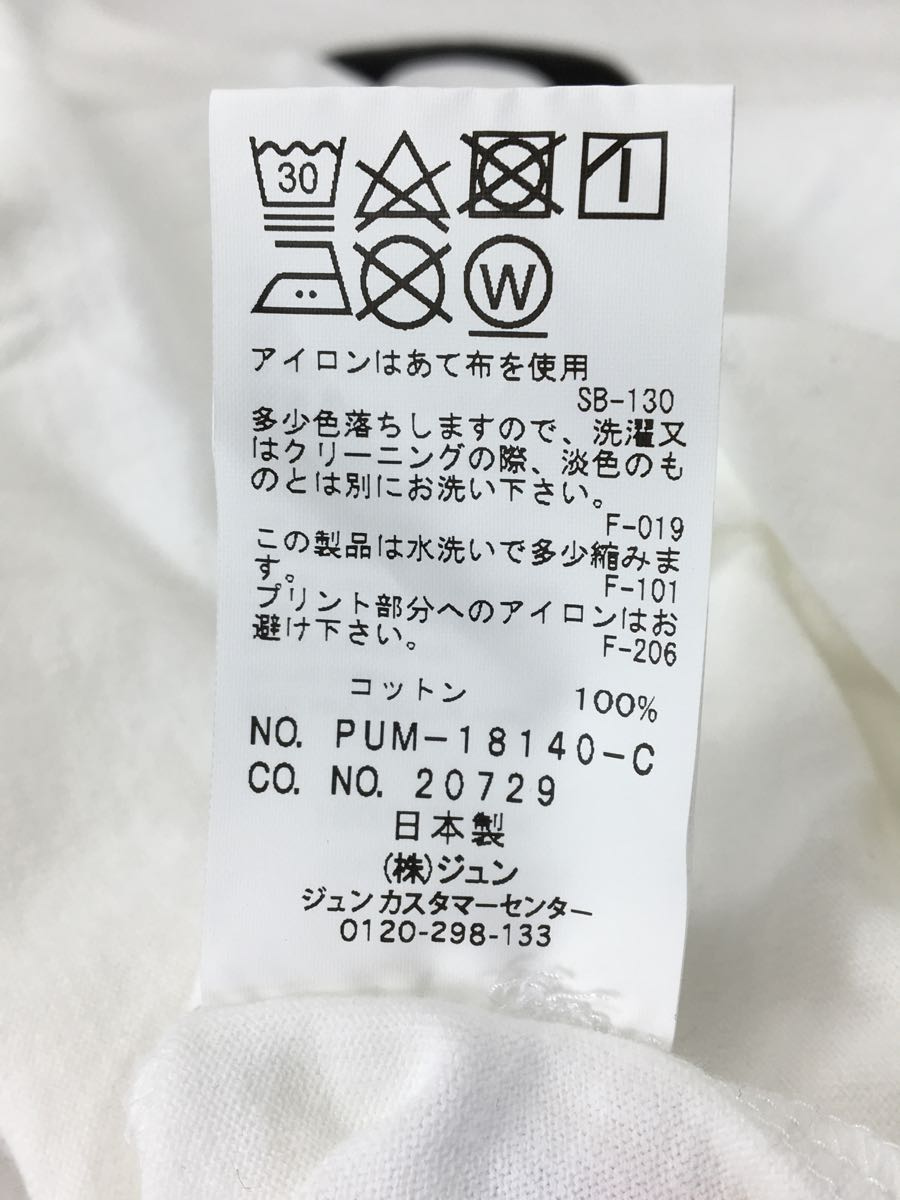 30
W
アイロンはあて布を使用
SB-130
多少色落ちしますので、洗濯又
はクリーニングの際、淡色のも
のとは別にお洗い下さい。
F-019
この製品は水洗いで多少縮みま
す。 F-101
プリント部分へのアイロンはお
避け下さい。 F-206
コットン 100%
NO. PUM-18140-C
CO. NO. 20729
日本製
(株)ジュン
ジュン カスタマーセンター
0120-298-133